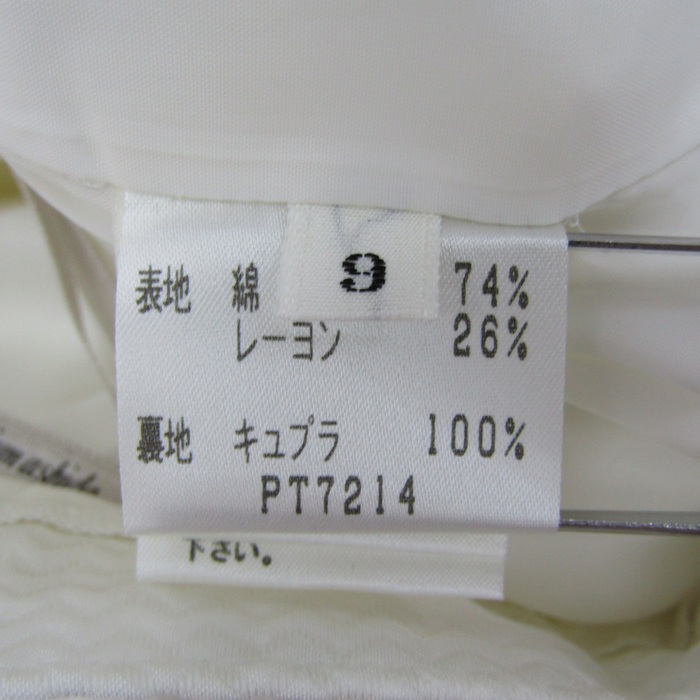 9
表地 綿 74%
レーヨン 26%
裏地 キュプラ 100%
PT7214
下さい。